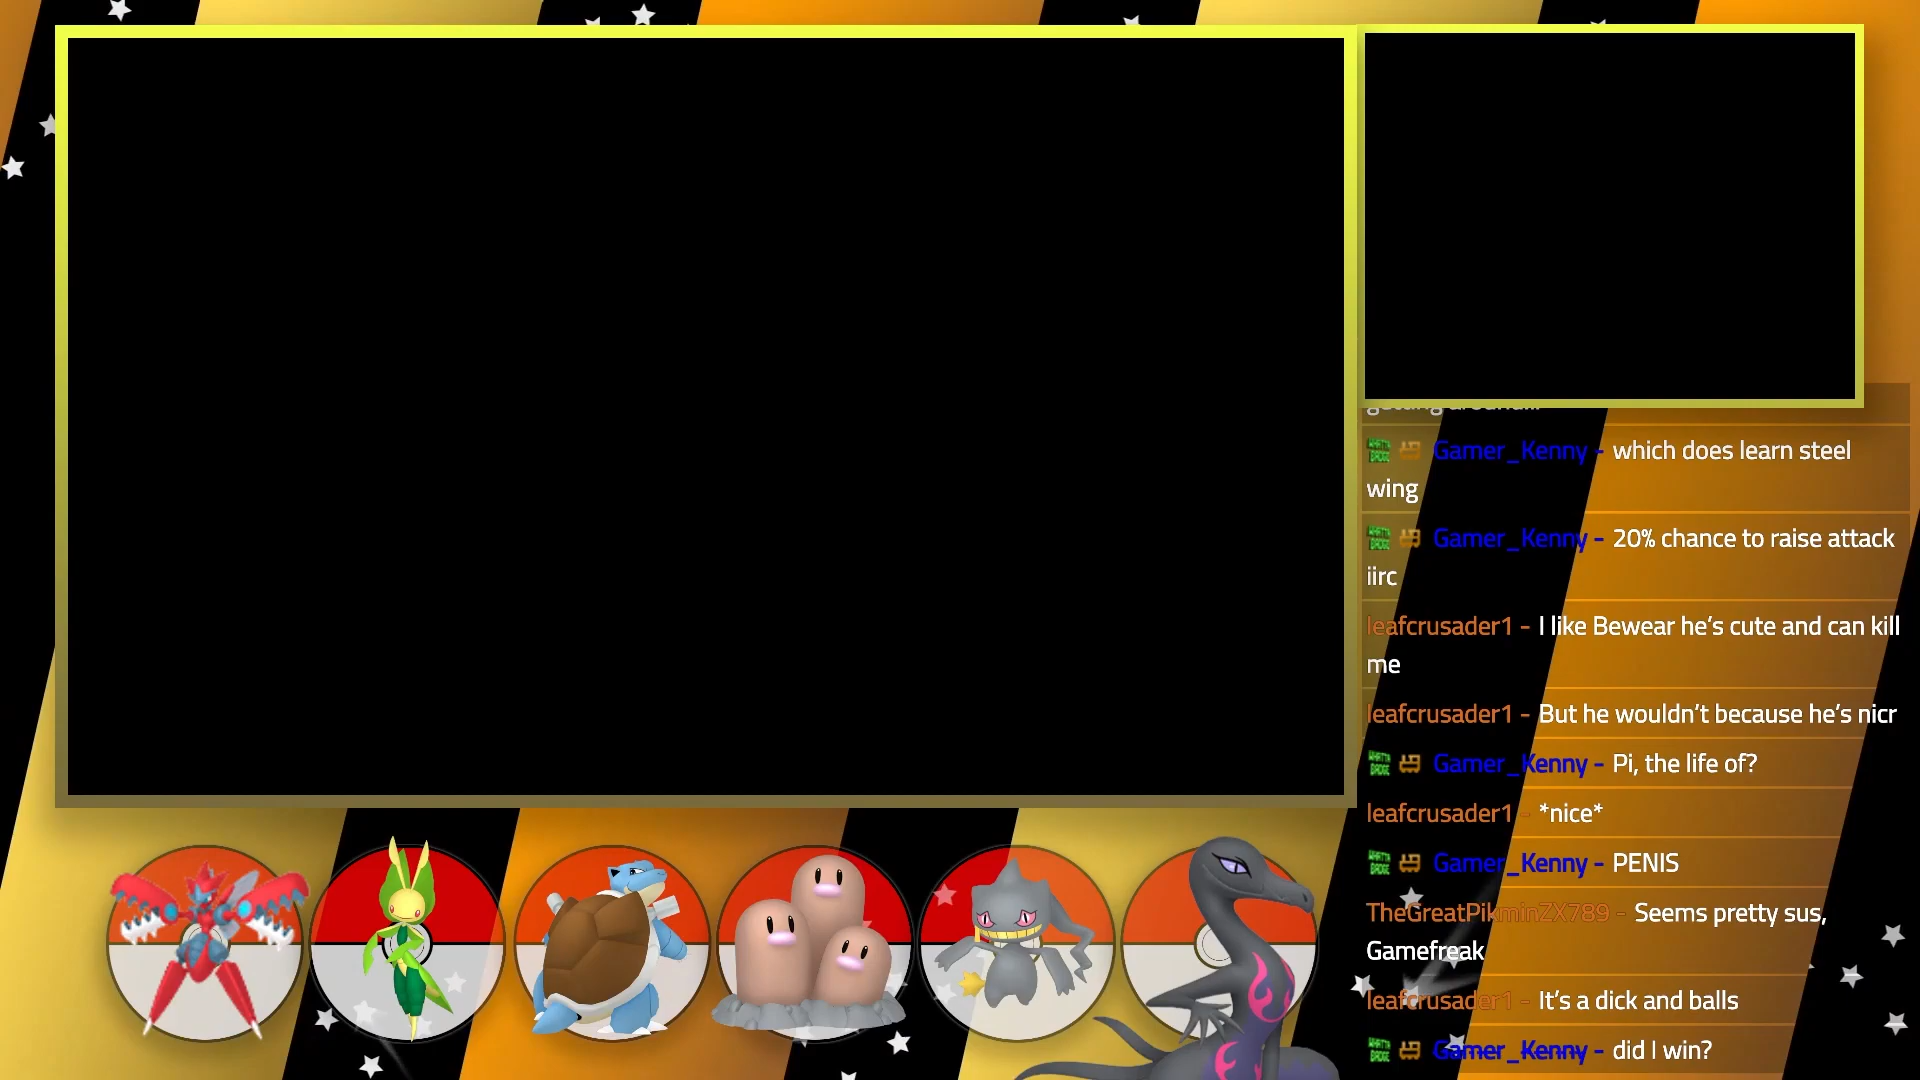 Gamer_Kenny - which does learn steel
wing
Gamer_Kenny - 20% chance to raise attack
iirc
leafcrusader1 - I like Bewear he's cute and can kill
me
leafcrusader1 - But he wouldn't because he's nicr
Gamer_Kenny - Pi, the life of?
leafcrusader1 - *nice*
Gamer_Kenny - PENIS
TheGreatPikminZX789 - Seems pretty sus,
Gamefreak
leafcrusader1 - It's a dick and balls
Gamer_Kenny - did I win?